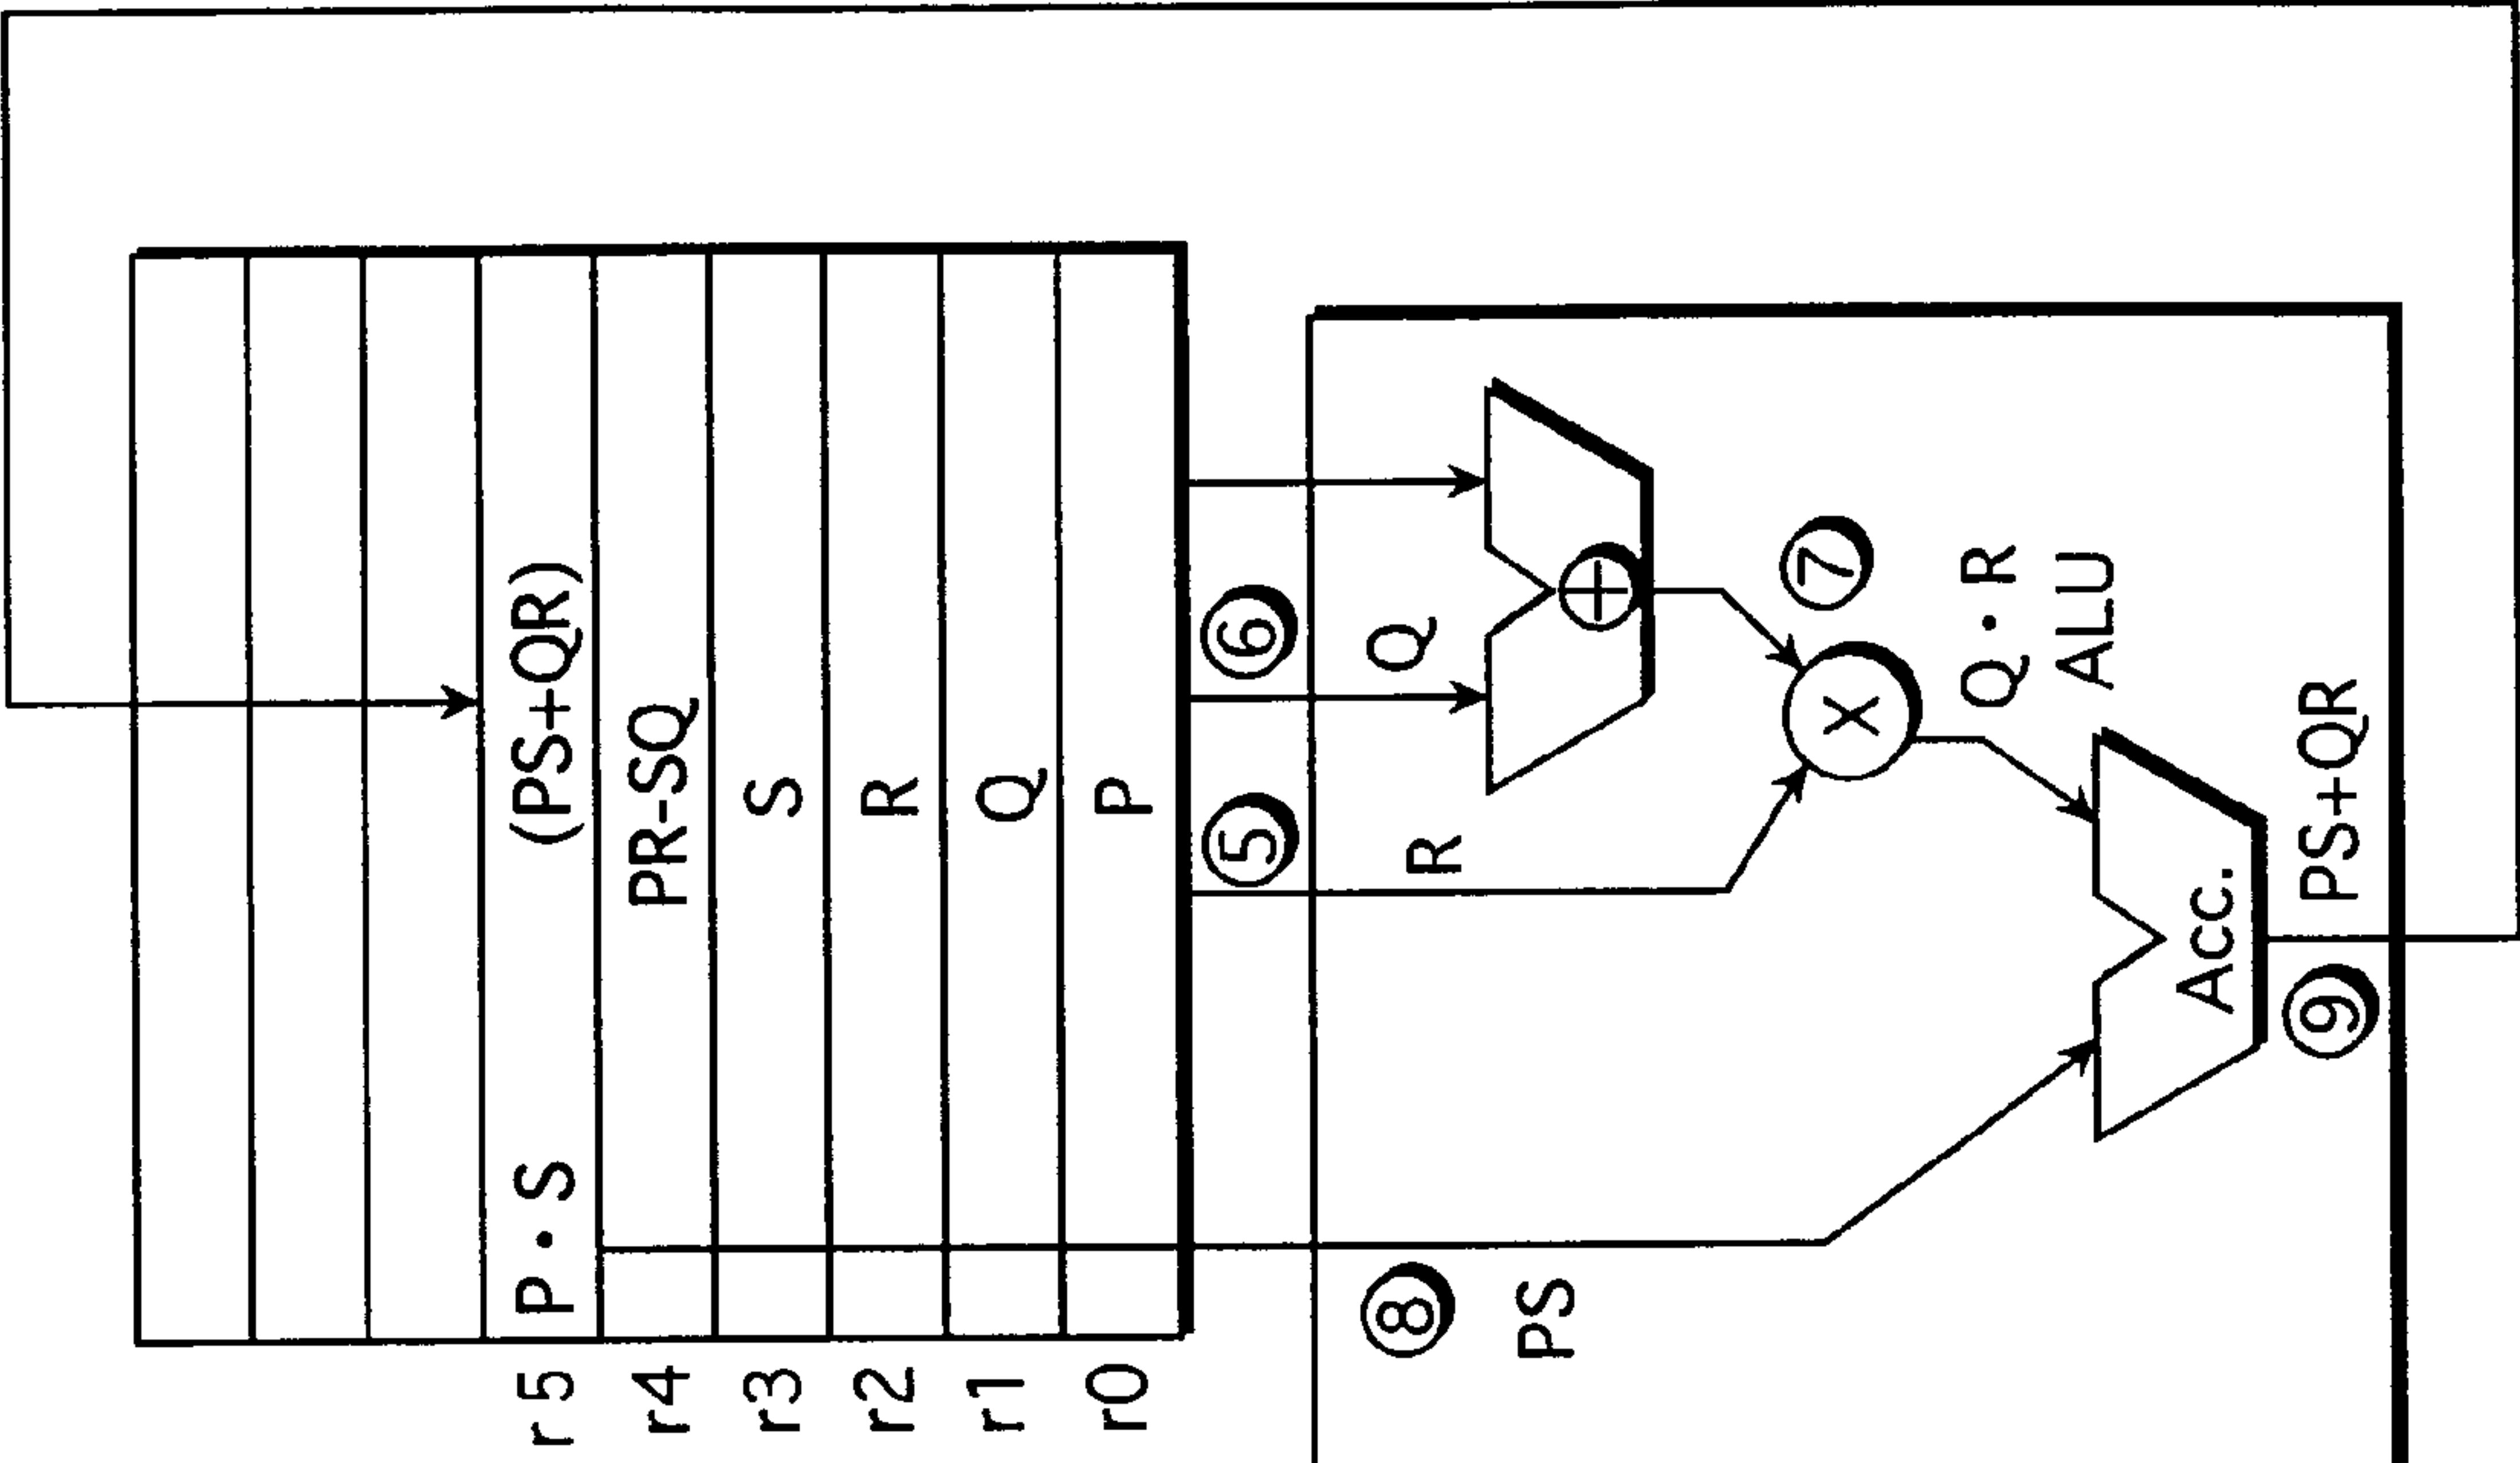 r5 P·S (PS+QR)
r4 PR-SQ
r3 S
r2 R
r1 Q
r0 P
⑤ ⑥
R Q
⑧
PS
⑦
X
Q·R
ALU
Acc.
⑨ PS+QR